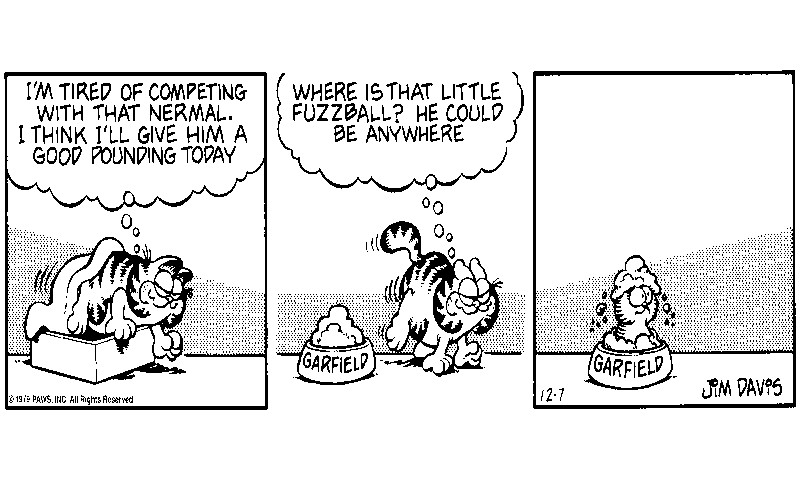 I'M TIRED OF COMPETING
WITH THAT NERMAL.
I THINK I'LL GIVE HIM A
GOOD POUNDING TODAY
© 1979 PAWS, INC. All Rights Reserved
WHERE IS THAT LITTLE
FUZZBALL? HE COULD
BE ANYWHERE
GARFIELD
GARFIELD
12-7
JIM DAVIS